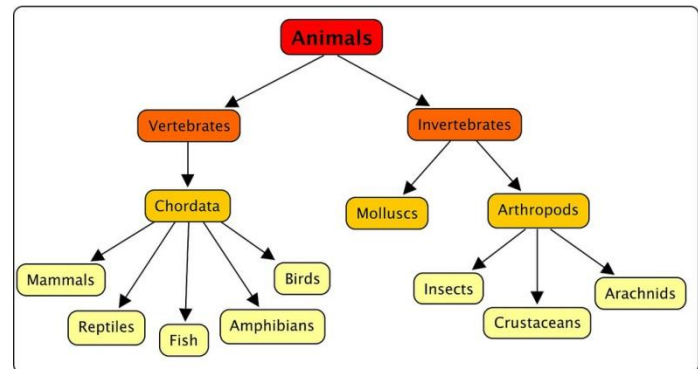 Animals
Vertebrates
Invertebrates
Chordata
Molluscs
Arthropods
Mammals
Reptiles
Fish
Amphibians
Birds
Insects
Crustaceans
Arachnids